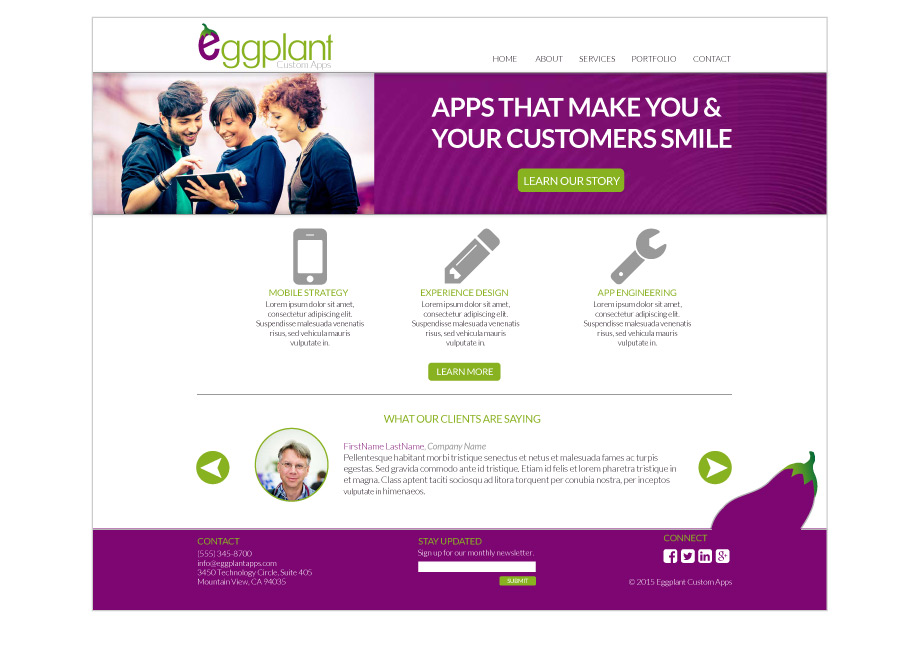 eggplant
Custom Apps
HOME ABOUT SERVICES PORTFOLIO CONTACT
APPS THAT MAKE YOU &
YOUR CUSTOMERS SMILE
LEARN OUR STORY
MOBILE STRATEGY
Lorem ipsum dolor sit amet,
consectetur adipiscing elit.
Suspendisse malesuada venenatis
risus, sed vehicula mauris
vulputate in.
EXPERIENCE DESIGN
Lorem ipsum dolor sit amet,
consectetur adipiscing elit.
Suspendisse malesuada venenatis
risus, sed vehicula mauris
vulputate in.
APP ENGINEERING
Lorem ipsum dolor sit amet,
consectetur adipiscing elit.
Suspendisse malesuada venenatis
risus, sed vehicula mauris
vulputate in.
LEARN MORE
WHAT OUR CLIENTS ARE SAYING
FirstName LastName, Company Name
Pellentesque habitant morbi tristique senectus et netus et malesuada fames ac turpis
egestas. Sed gravida commodo ante id tristique. Etiam id felis et lorem pharetra tristique in
et magna. Class aptent taciti sociosqu ad litora torquent per conubia nostra, per inceptos
vulputate in himenaeos.
CONTACT
(555) 345-8700
info@eggplantapps.com
3450 Technology Circle, Suite 405
Mountain View, CA 94035
STAY UPDATED
Sign up for our monthly newsletter.
SUBMIT
CONNECT
© 2015 Eggplant Custom Apps